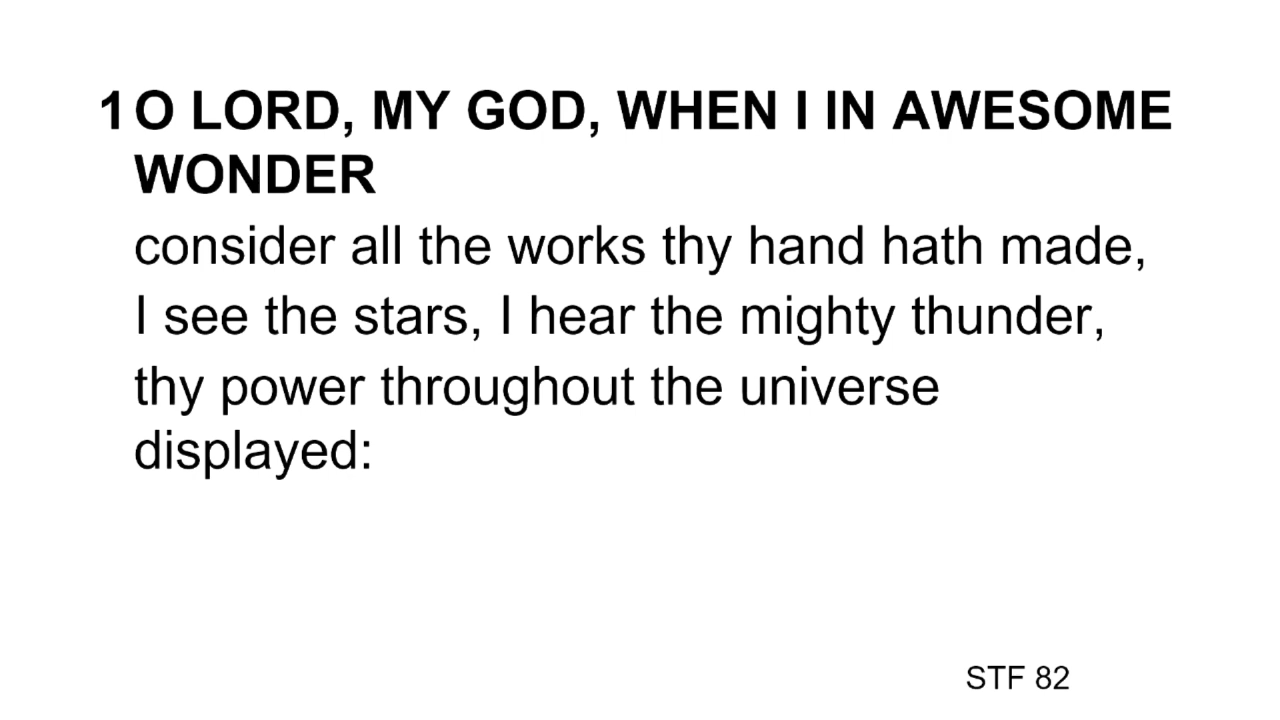 1 O LORD, MY GOD, WHEN I IN AWESOME
WONDER
consider all the works thy hand hath made,
I see the stars, I hear the mighty thunder,
thy power throughout the universe
displayed:
STF 82